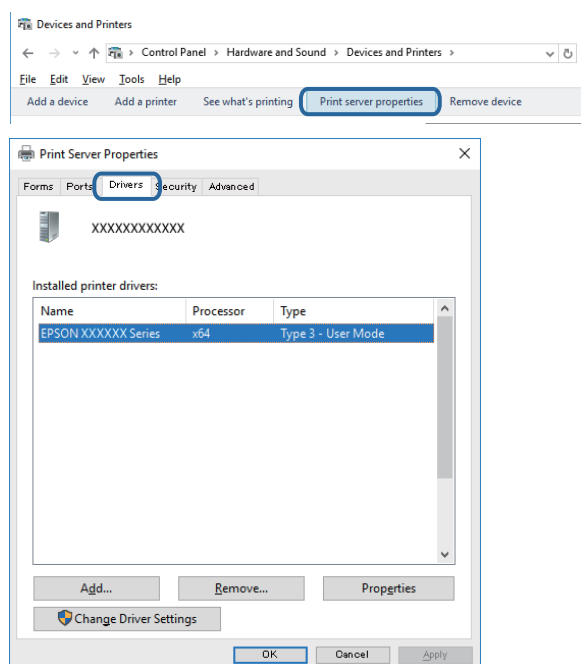 Devices and Printers
Control Panel > Hardware and Sound > Devices and Printers >
File Edit View Tools Help
Add a device Add a printer See what's printing Print server properties Remove device
Print Server Properties
Forms Ports Drivers Security Advanced
XXXXXXXXXXXX
Installed printer drivers:
Name Processor Type
EPSON XXXXXX Series x64 Type 3 - User Mode
Add... Remove... Properties
Change Driver Settings
OK Cancel Apply